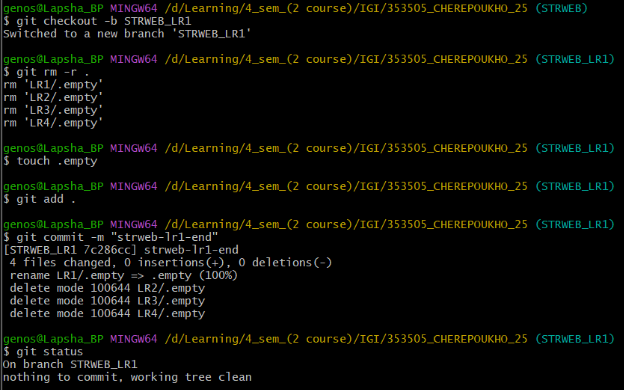 genos@Lapsha_BP MINGW64 /d/Learning/4_sem_(2 course)/IGI/353505_CHEREPOUKHO_25 (STRWEB)
$ git checkout -b STRWEB_LR1
Switched to a new branch 'STRWEB_LR1'
genos@Lapsha_BP MINGW64 /d/Learning/4_sem_(2 course)/IGI/353505_CHEREPOUKHO_25 (STRWEB_LR1)
$ git rm -r .
rm 'LR1/.empty'
rm 'LR2/.empty'
rm 'LR3/.empty'
rm 'LR4/.empty'
genos@Lapsha_BP MINGW64 /d/Learning/4_sem_(2 course)/IGI/353505_CHEREPOUKHO_25 (STRWEB_LR1)
$ touch .empty
genos@Lapsha_BP MINGW64 /d/Learning/4_sem_(2 course)/IGI/353505_CHEREPOUKHO_25 (STRWEB_LR1)
$ git add .
genos@Lapsha_BP MINGW64 /d/Learning/4_sem_(2 course)/IGI/353505_CHEREPOUKHO_25 (STRWEB_LR1)
$ git commit -m "strweb-lr1-end"
[STRWEB_LR1 7c286cc] strweb-lr1-end
4 files changed, 0 insertions(+), 0 deletions(-)
rename LR1/.empty => .empty (100%)
delete mode 100644 LR2/.empty
delete mode 100644 LR3/.empty
delete mode 100644 LR4/.empty
genos@Lapsha_BP MINGW64 /d/Learning/4_sem_(2 course)/IGI/353505_CHEREPOUKHO_25 (STRWEB_LR1)
$ git status
On branch STRWEB_LR1
nothing to commit, working tree clean